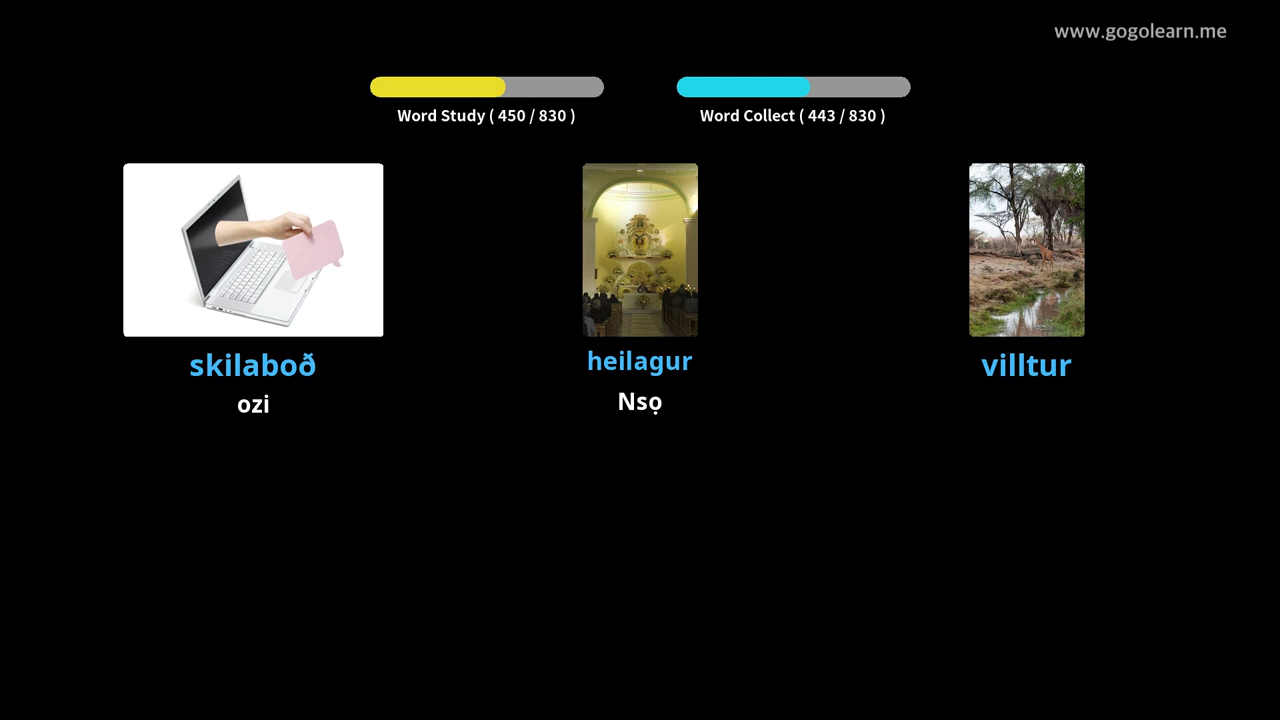 www.gogolearn.me
Word Study ( 450 / 830 )
Word Collect ( 443 / 830 )
skilaboð
ozi
heilagur
Nsọ
villtur